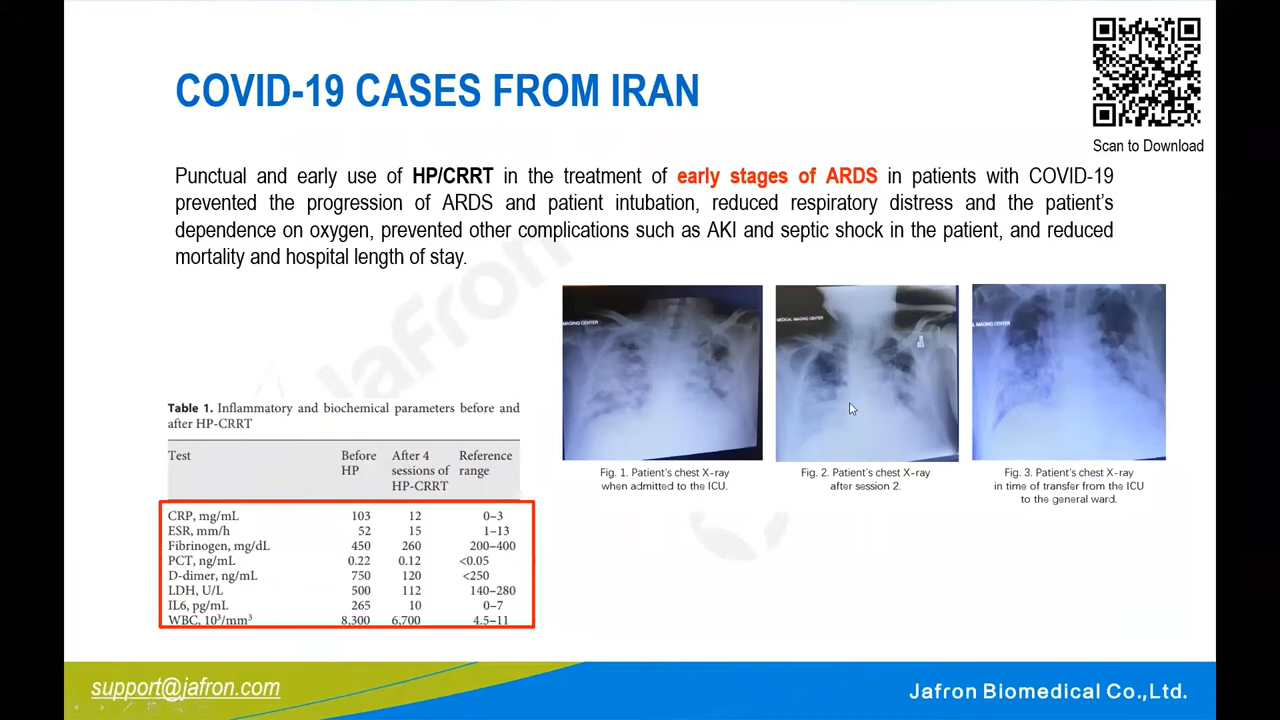 COVID-19 CASES FROM IRAN
Scan to Download
Punctual and early use of HP/CRRT in the treatment of early stages of ARDS in patients with COVID-19
prevented the progression of ARDS and patient intubation, reduced respiratory distress and the patient's
dependence on oxygen, prevented other complications such as AKI and septic shock in the patient, and reduced
mortality and hospital length of stay.
Jafron
IMAGING CENTER
MEDICAL IMAGING CENTER
IMAGING CENTER
Fig. 1. Patient's chest X-ray
when admitted to the ICU.
Fig. 2. Patient's chest X-ray
after session 2.
Fig. 3. Patient's chest X-ray
in time of transfer from the ICU
to the general ward.
Table 1. Inflammatory and biochemical parameters before and
after HP-CRRT
Test Before HP After 4 sessions of HP-CRRT Reference range
CRP, mg/mL 103 12 0–3
ESR, mm/h 52 15 1–13
Fibrinogen, mg/dL 450 260 200–400
PCT, ng/mL 0.22 0.12 <0.05
D-dimer, ng/mL 750 120 <250
LDH, U/L 500 112 140–280
IL6, pg/mL 265 10 0–7
WBC, 10³/mm³ 8,300 6,700 4.5–11
support@jafron.com
Jafron Biomedical Co.,Ltd.